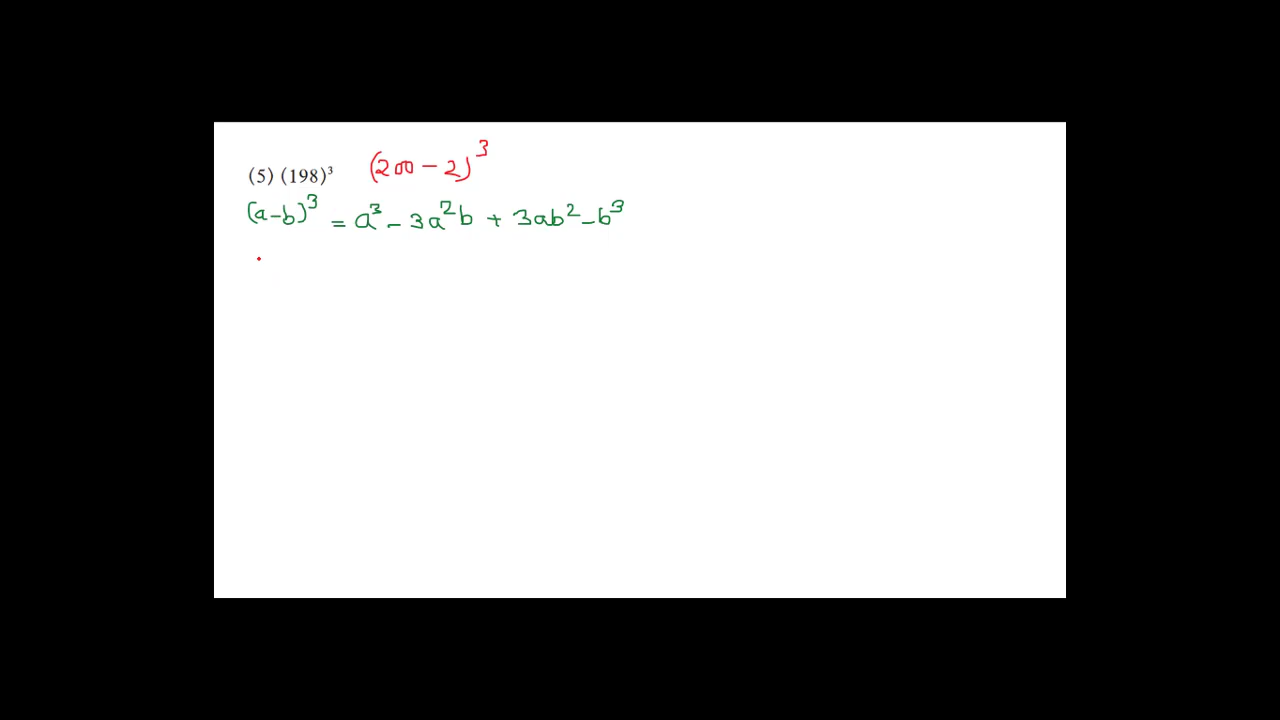 (5) (198)³ (200 - 2)³
(a-b)³ = a³ - 3a²b + 3ab² - b³